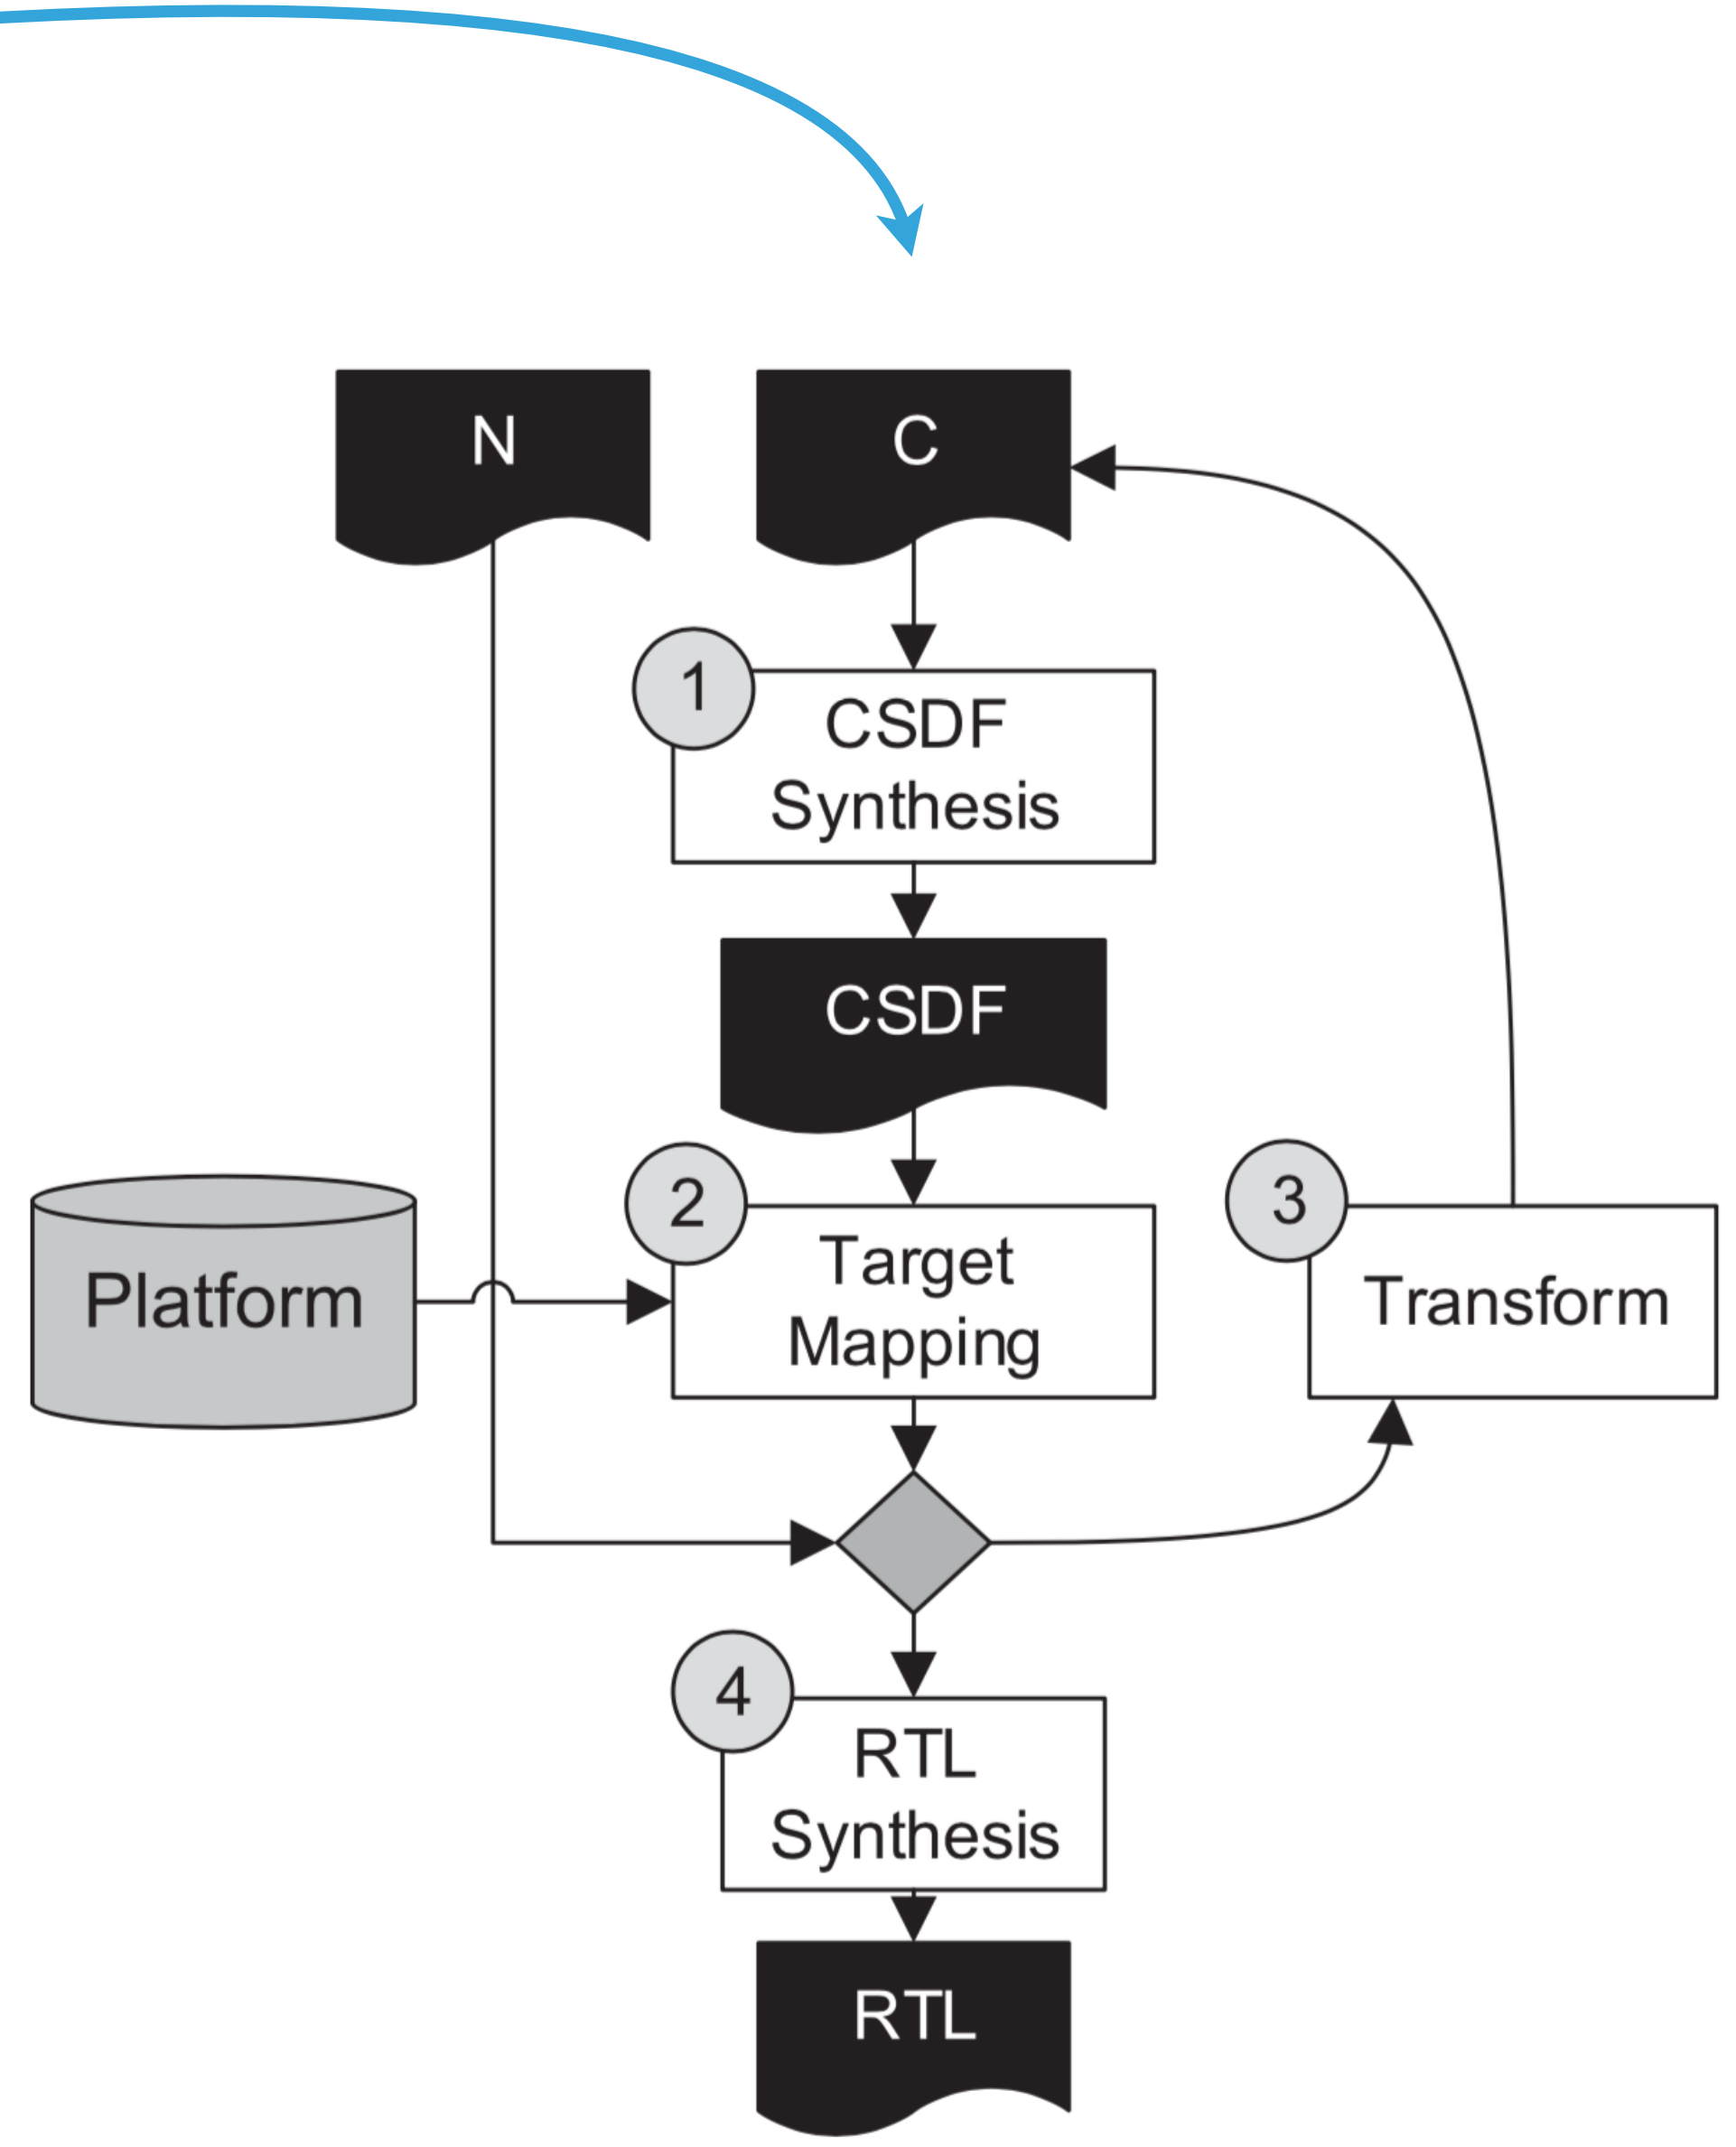 N
C
1
CSDF
Synthesis
CSDF
2
Target
Mapping
Platform
3
Transform
4
RTL
Synthesis
RTL